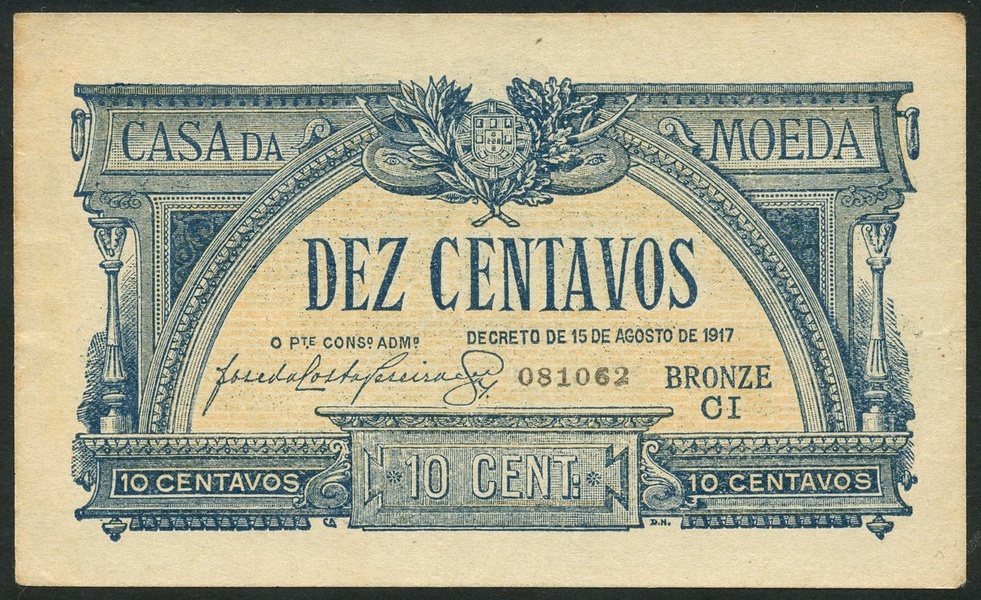 CASA DA MOEDA
DEZ CENTAVOS
O PTE CONSO ADMO
DECRETO DE 15 DE AGOSTO DE 1917
081062
BRONZE
CI
10 CENTAVOS
10 CENT.
10 CENTAVOS
CA
D.N.